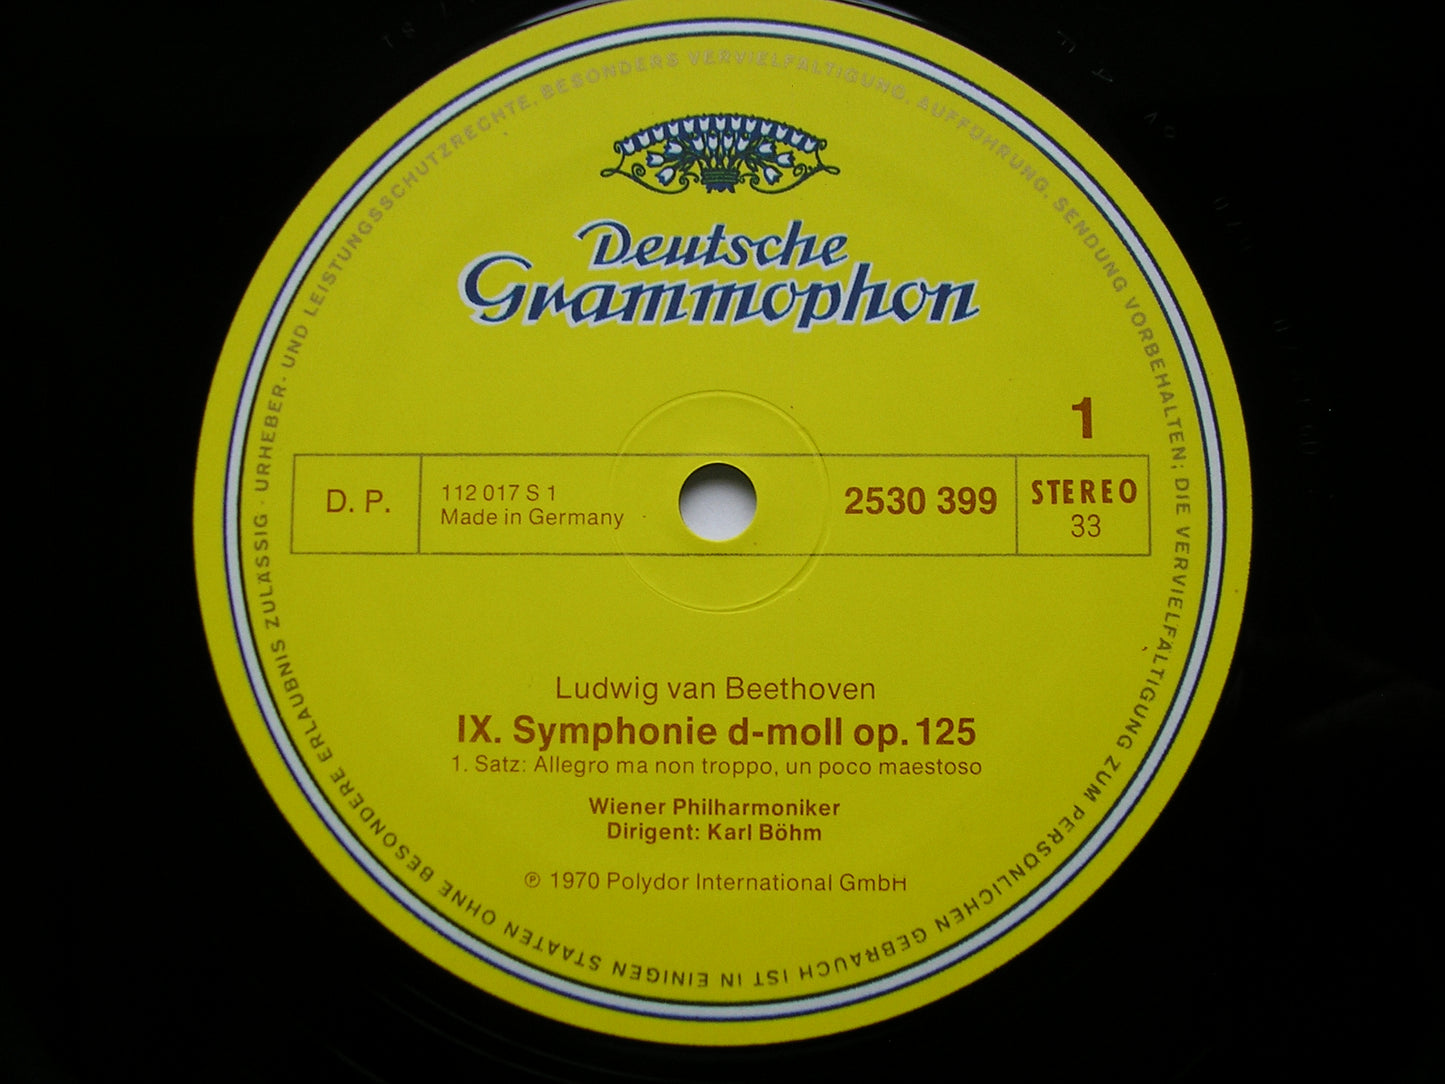 URHEBER- UND LEISTUNGSSCHUTZRECHTE, BESONDERS VERVIELFÄLTIGUNG, AUFFÜHRUNG, SENDUNG VORBEHALTEN; DIE VERVIELFÄLTIGUNG ZUM PERSÖNLICHEN GEBRAUCH IST IN EINIGEN STAATEN OHNE BESONDERE ERLAUBNIS ZULÄSSIG ·
Deutsche
Grammophon
1
D. P.
112 017 S 1
Made in Germany
2530 399
STEREO
33
Ludwig van Beethoven
IX. Symphonie d-moll op. 125
1. Satz: Allegro ma non troppo, un poco maestoso
Wiener Philharmoniker
Dirigent: Karl Böhm
℗ 1970 Polydor International GmbH